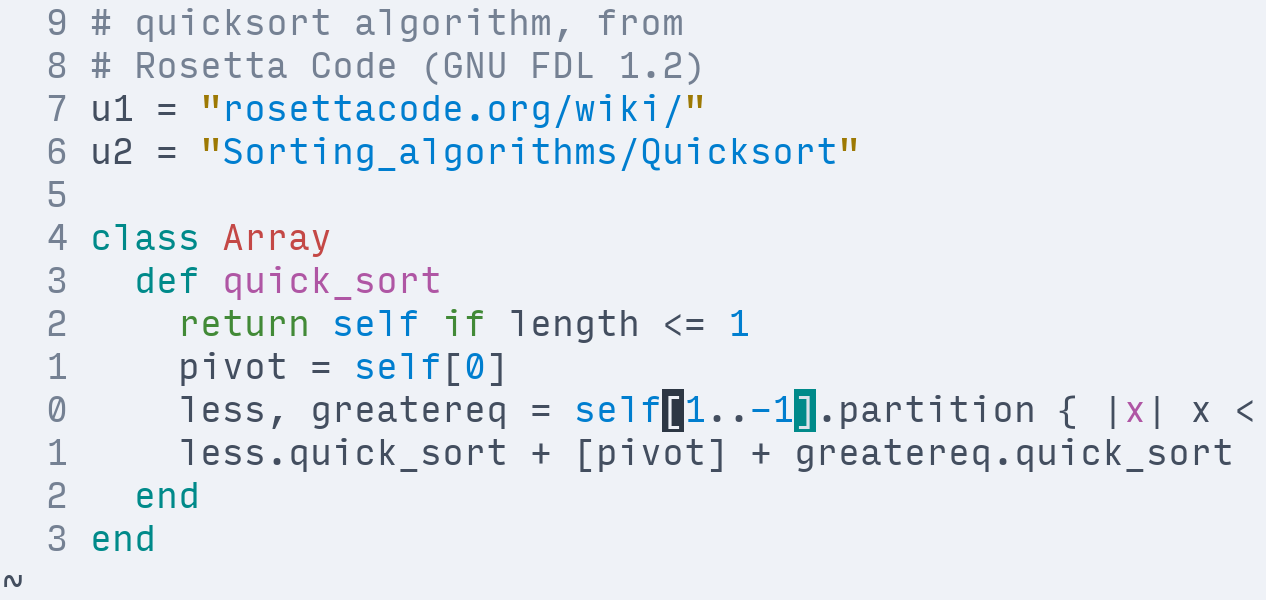 9 # quicksort algorithm, from
8 # Rosetta Code (GNU FDL 1.2)
7 u1 = "rosettacode.org/wiki/"
6 u2 = "Sorting_algorithms/Quicksort"
5
4 class Array
3   def quick_sort
2     return self if length <= 1
1     pivot = self[0]
0     less, greatereq = self[1..-1].partition { |x| x <
1     less.quick_sort + [pivot] + greatereq.quick_sort
2   end
3 end
~